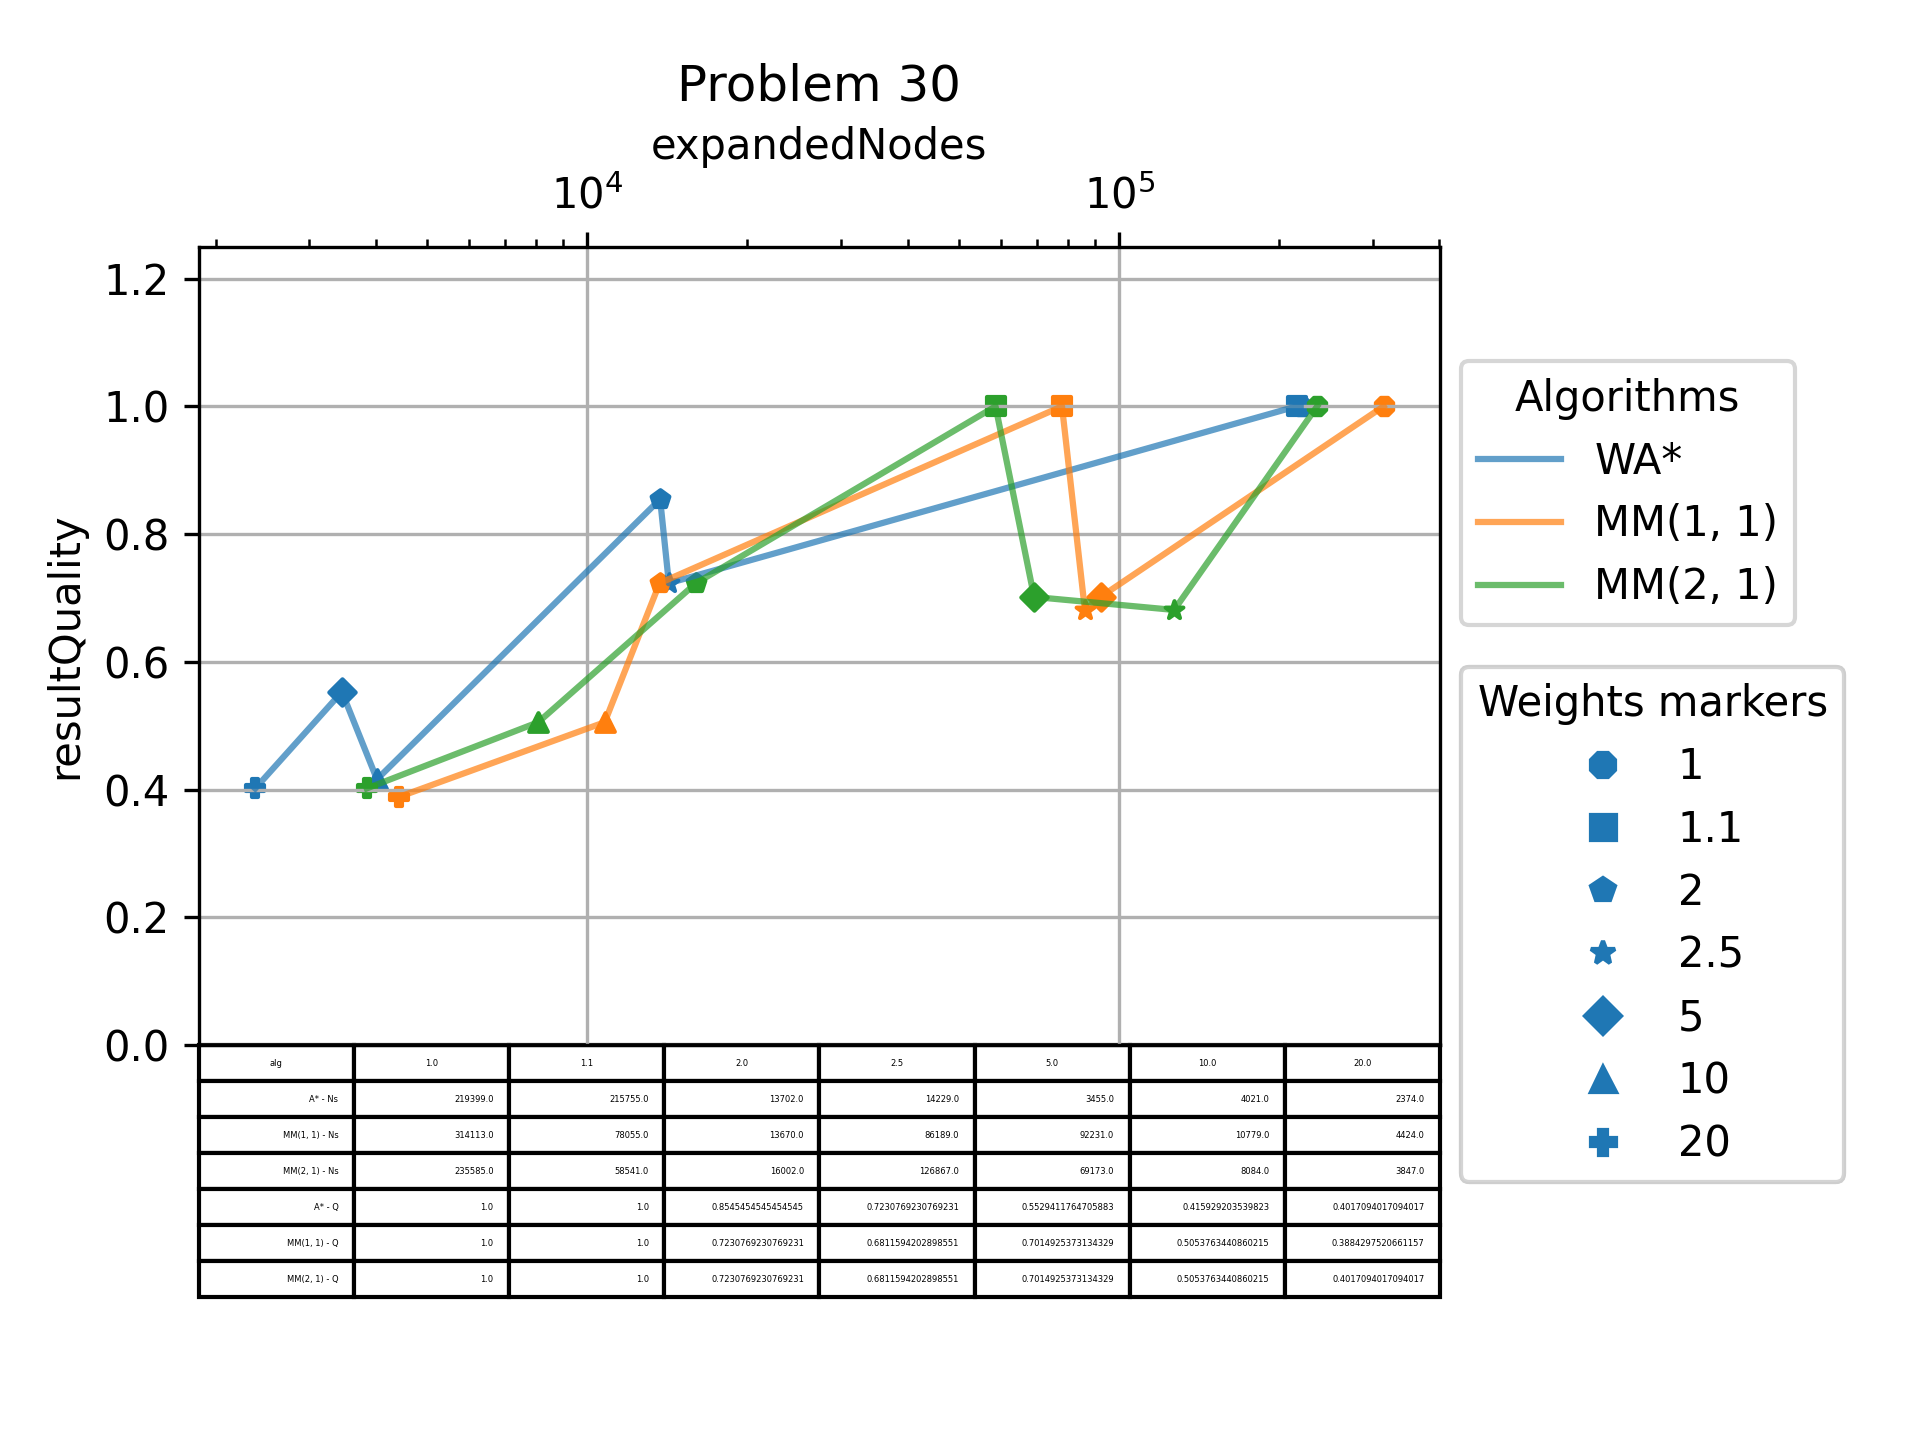 Problem 30
expandedNodes
10^4 10^5
resultQuality
1.2
1.0
0.8
0.6
0.4
0.2
0.0
Algorithms
WA*
MM(1, 1)
MM(2, 1)
Weights markers
1
1.1
2
2.5
5
10
20
alg 1.0 1.1 2.0 2.5 5.0 10.0 20.0
A* - Ns 219399.0 215755.0 13702.0 14229.0 3455.0 4021.0 2374.0
MM(1, 1) - Ns 314113.0 78055.0 13670.0 86189.0 92231.0 10779.0 4424.0
MM(2, 1) - Ns 235585.0 58541.0 16002.0 126867.0 69173.0 8084.0 3847.0
A* - Q 1.0 1.0 0.8545454545454545 0.7230769230769231 0.5529411764705883 0.415929203539823 0.4017094017094017
MM(1, 1) - Q 1.0 1.0 0.7230769230769231 0.6811594202898551 0.7014925373134329 0.5053763440860215 0.3884297520661157
MM(2, 1) - Q 1.0 1.0 0.7230769230769231 0.6811594202898551 0.7014925373134329 0.5053763440860215 0.4017094017094017